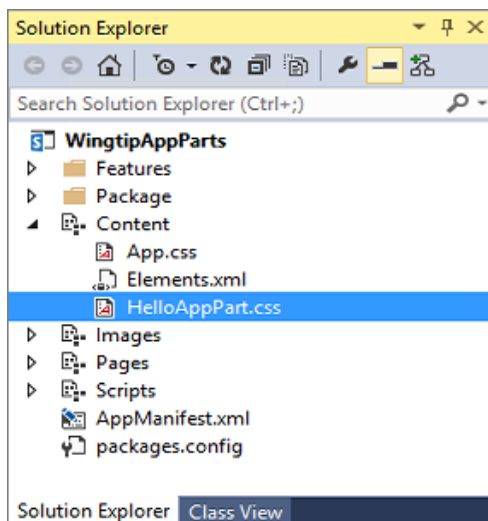 Solution Explorer
Search Solution Explorer (Ctrl+;)
WingtipAppParts
Features
Package
Content
App.css
Elements.xml
HelloAppPart.css
Images
Pages
Scripts
AppManifest.xml
packages.config
Solution Explorer Class View